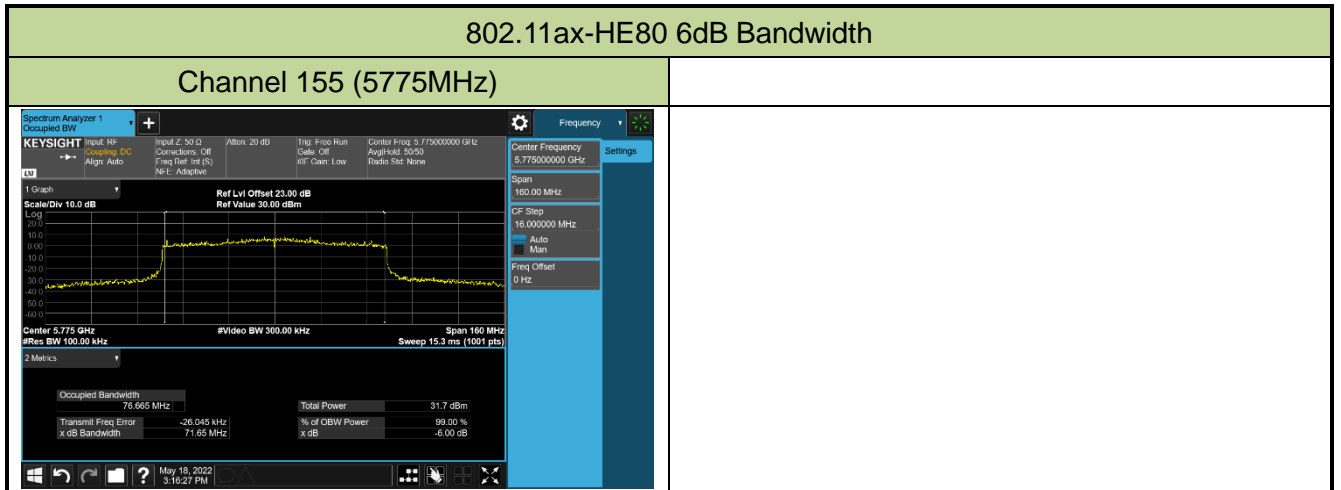 802.11ax-HE80 6dB Bandwidth
Channel 155 (5775MHz)
Spectrum Analyzer 1
Occupied BW
Frequency
KEYSIGHT
Input: RF
Coupling: DC
Align: Auto
Input Z: 50 Ω
Corrections: Off
Freq Ref: Int (S)
NFE: Adaptive
Atten: 20 dB
Trig: Free Run
Gate: Off
#IF Gain: Low
Center Freq: 5.775000000 GHz
Avg|Hold: 50/50
Radio Std: None
LXI
Center Frequency
5.775000000 GHz
Settings
Span
160.00 MHz
CF Step
16.000000 MHz
Auto
Man
Freq Offset
0 Hz
1 Graph
Scale/Div 10.0 dB
Ref Lvl Offset 23.00 dB
Ref Value 30.00 dBm
Log
20.0
10.0
0.00
-10.0
-20.0
-30.0
-40.0
-50.0
-60.0
Center 5.775 GHz
#Video BW 300.00 kHz
Span 160 MHz
#Res BW 100.00 kHz
Sweep 15.3 ms (1001 pts)
2 Metrics
Occupied Bandwidth
76.665 MHz
Total Power 31.7 dBm
Transmit Freq Error -26.045 kHz
% of OBW Power 99.00 %
x dB Bandwidth 71.65 MHz
x dB -6.00 dB
?
May 18, 2022
3:16:27 PM